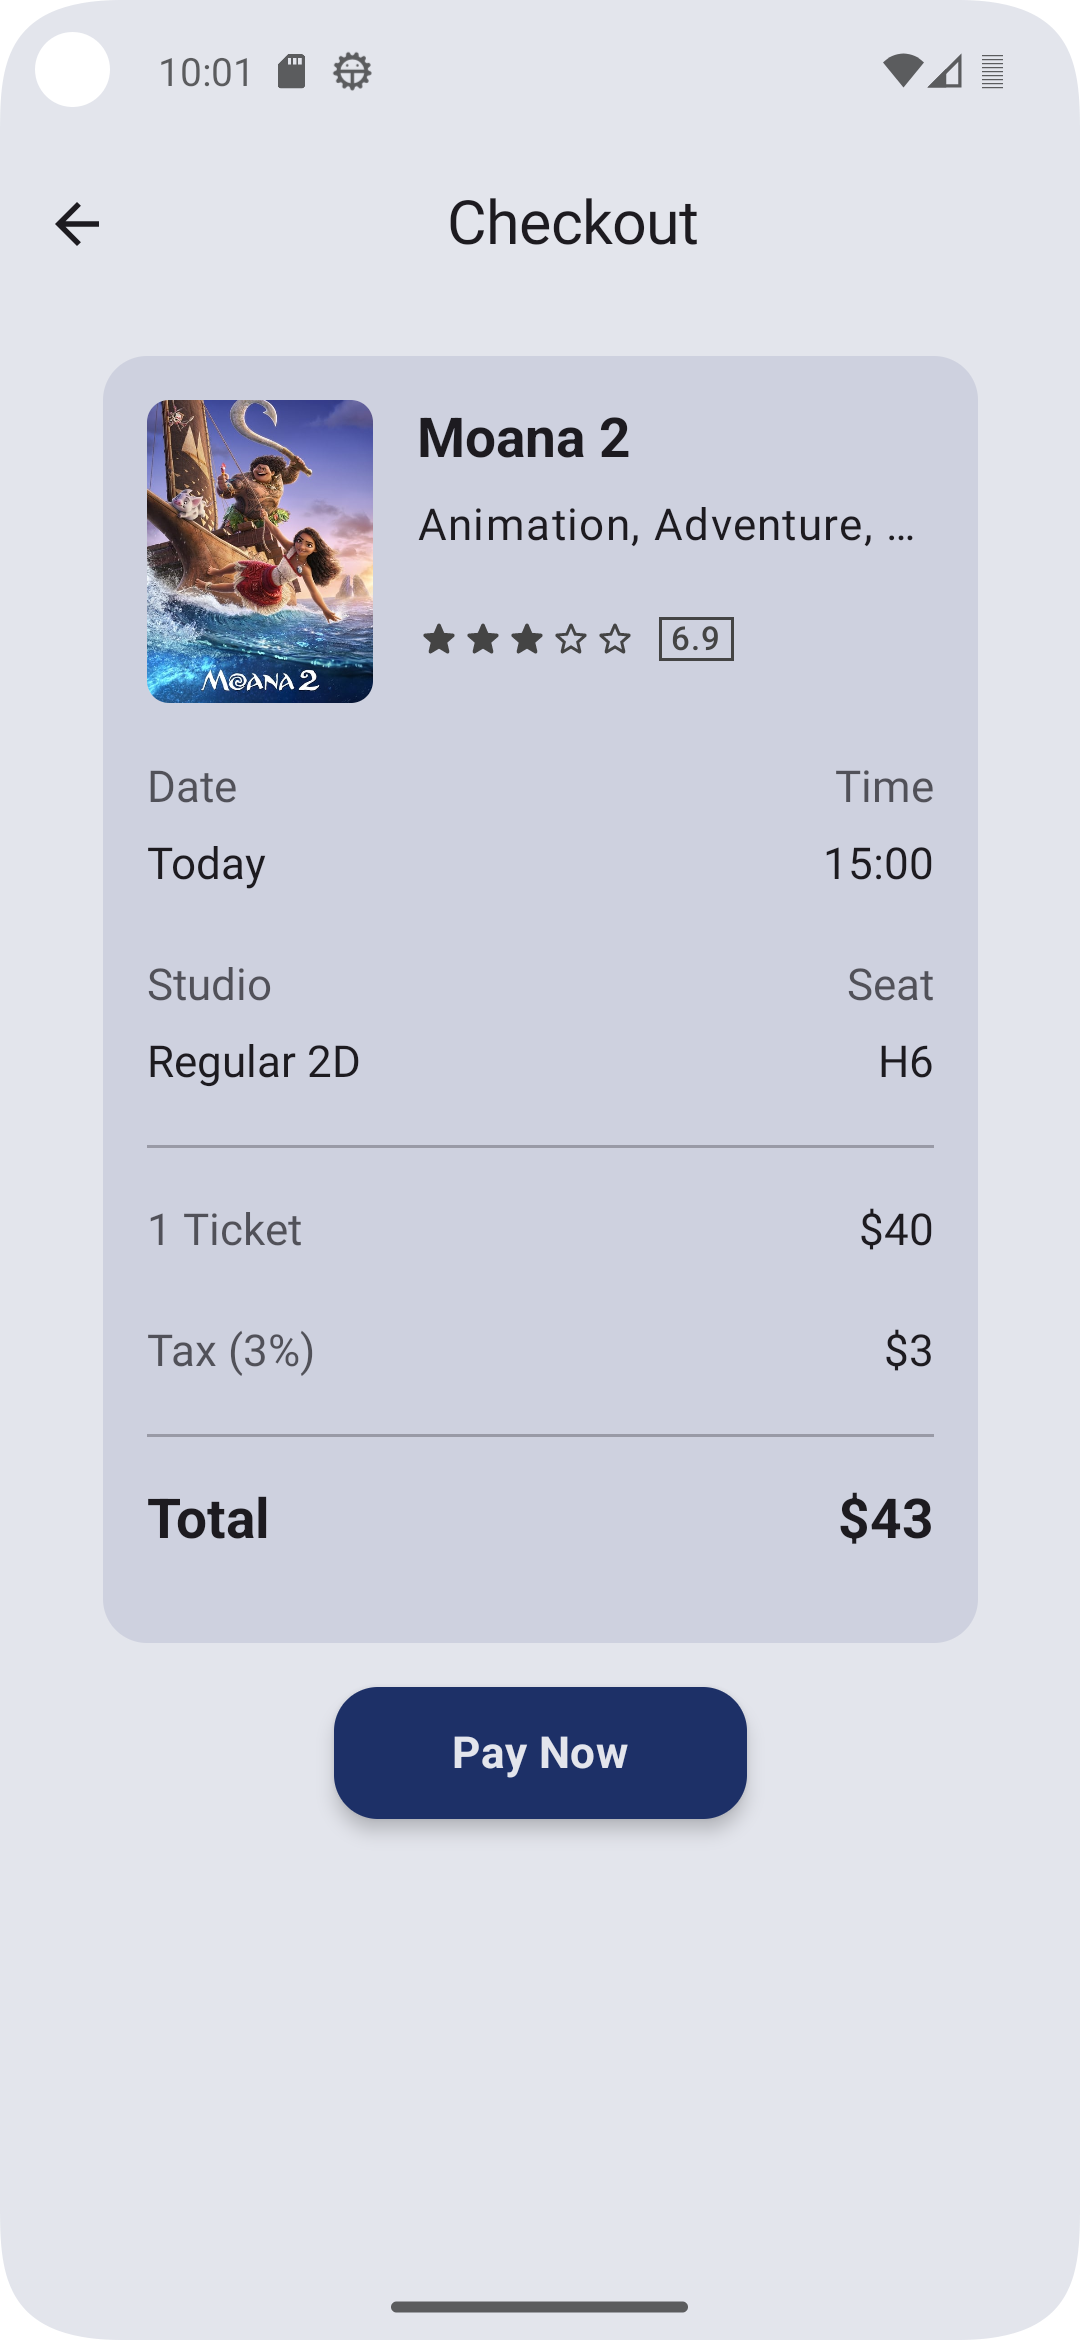 10:01
Checkout
Moana 2
Animation, Adventure, ...
6.9
MOANA 2
Date Time
Today 15:00
Studio Seat
Regular 2D H6
1 Ticket $40
Tax (3%) $3
Total $43
Pay Now